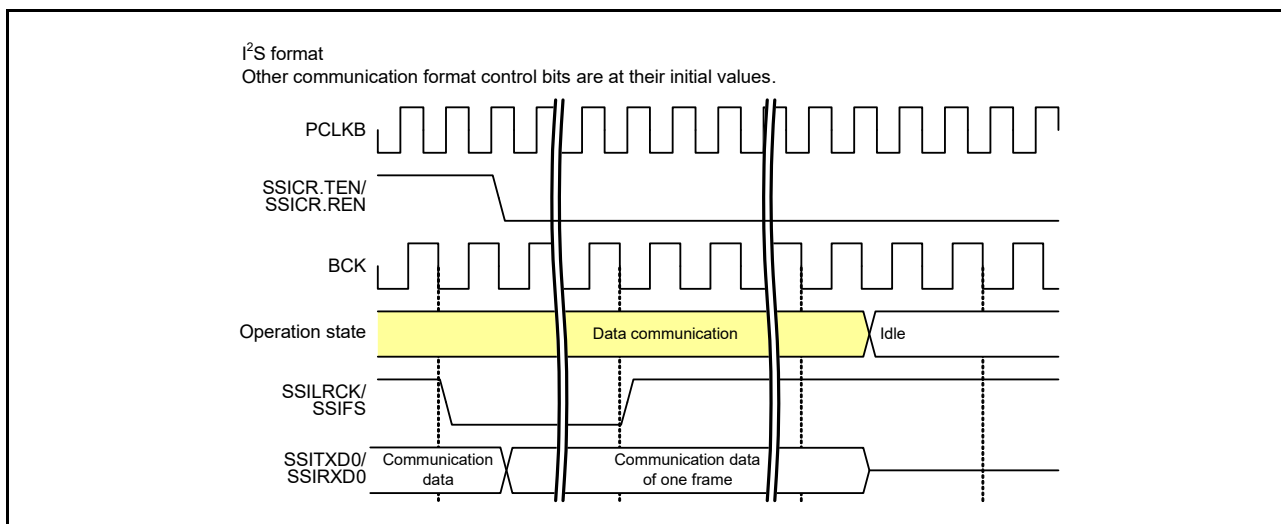 I²S format
Other communication format control bits are at their initial values.
PCLKB
SSICR.TEN/
SSICR.REN
BCK
Operation state
Data communication
Idle
SSILRCK/
SSIFS
SSITXD0/
SSIRXD0
Communication
data
Communication data
of one frame